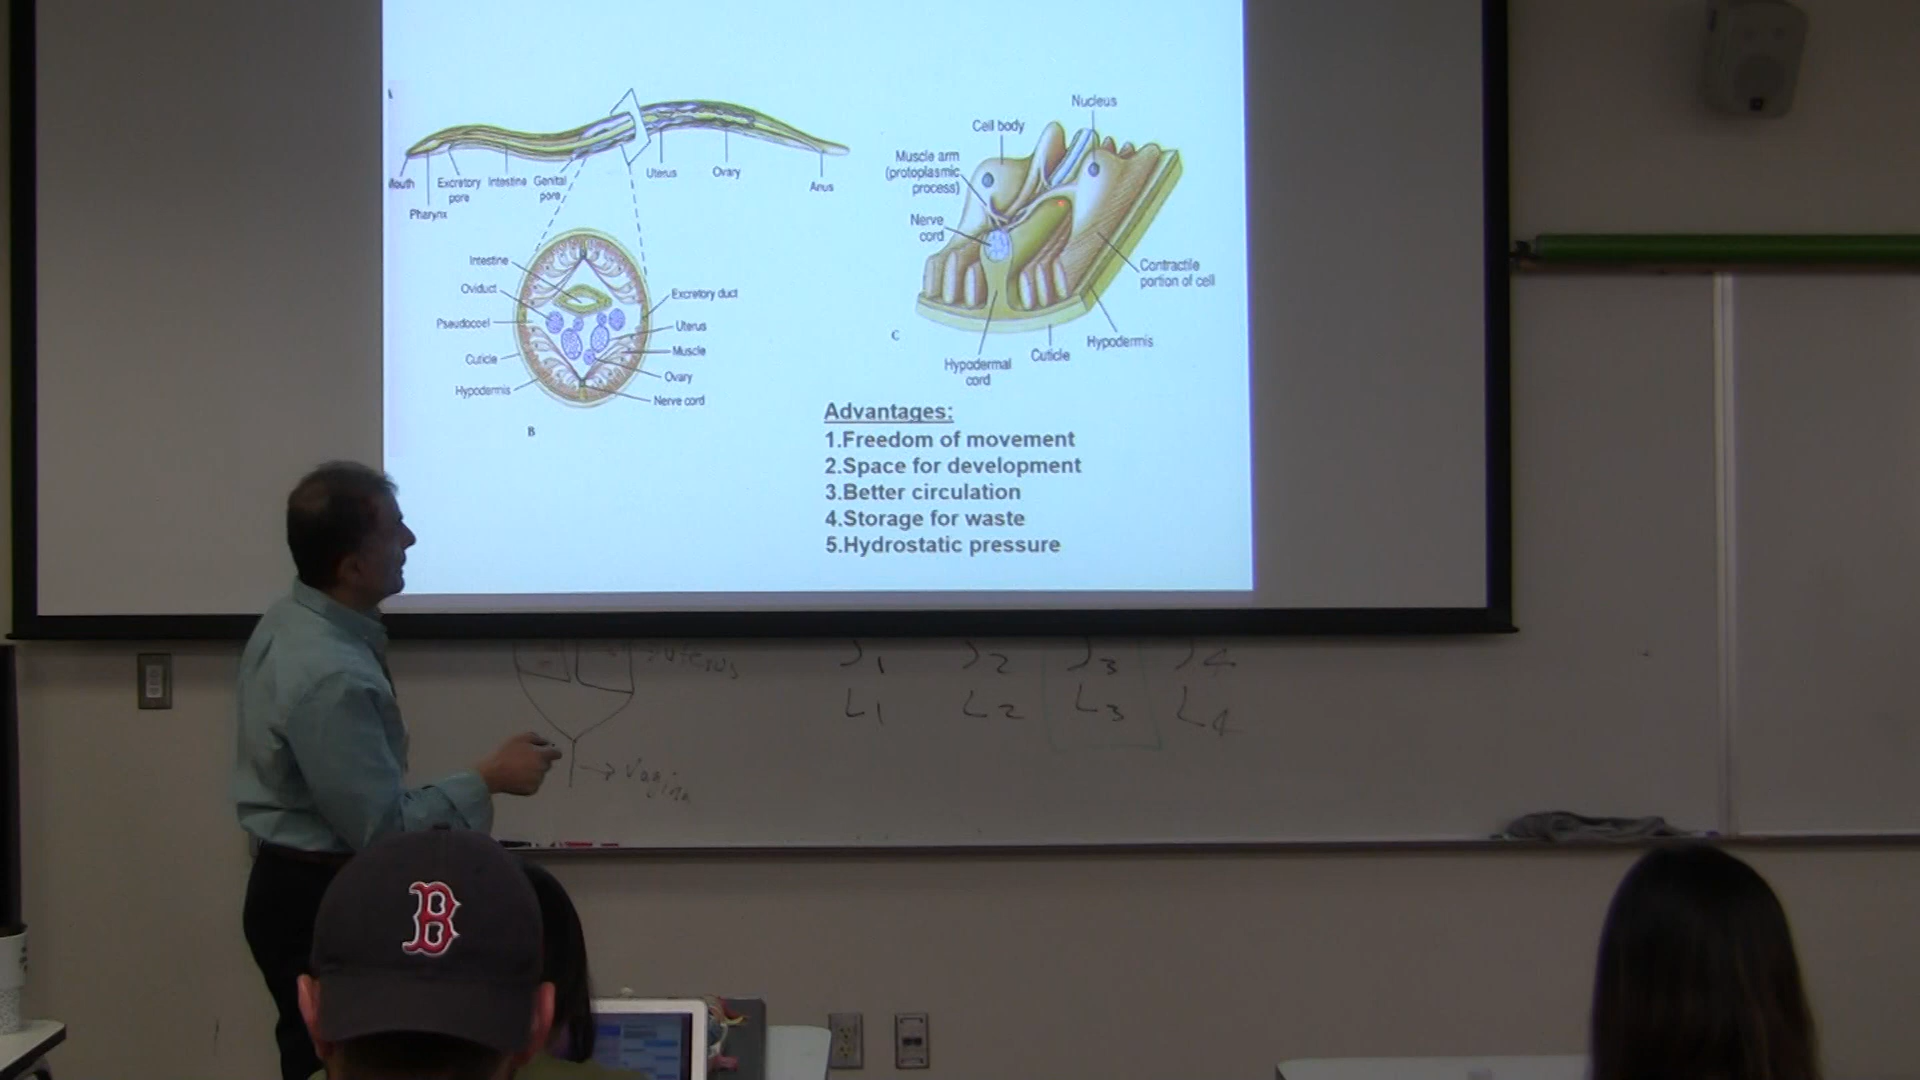 A
Mouth
Pharynx
Excretory
pore
Intestine
Genital
pore
Uterus
Ovary
Anus
Intestine
Oviduct
Pseudocoel
Cuticle
Hypodermis
Excretory duct
Uterus
Muscle
Ovary
Nerve cord
B
Nucleus
Cell body
Muscle arm
(protoplasmic
process)
Nerve
cord
Contractile
portion of cell
Hypodermis
Cuticle
Hypodermal
cord
C
Advantages:
1.Freedom of movement
2.Space for development
3.Better circulation
4.Storage for waste
5.Hydrostatic pressure
uterus
J1 J2 J3 J4
L1 L2 L3 L4
vagina
B